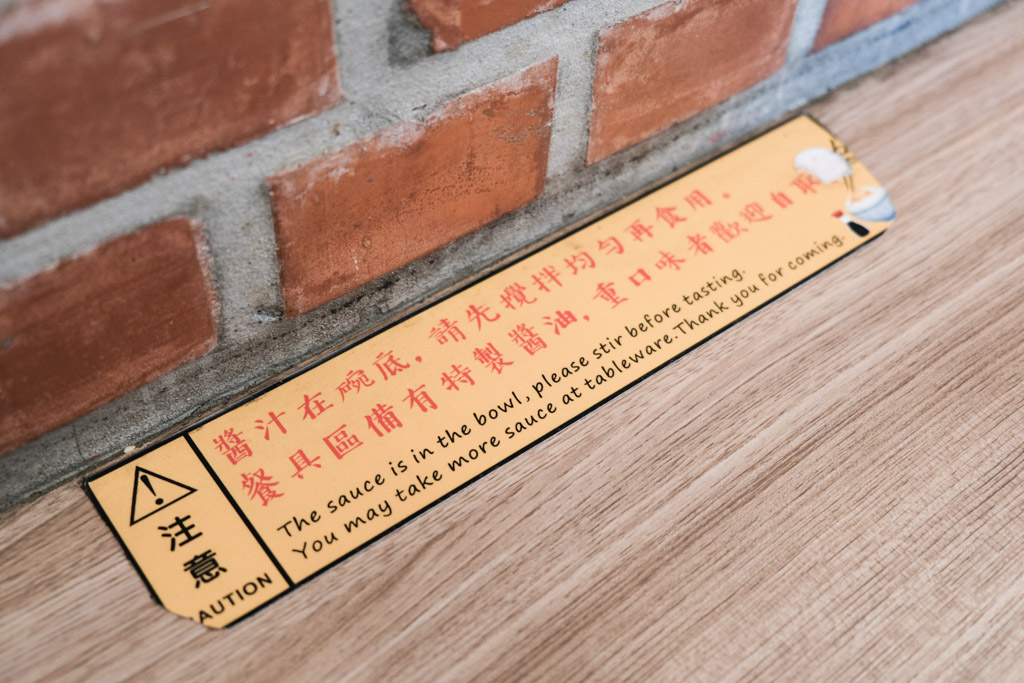 注
意
AUTION
醬汁在碗底，請先攪拌均勻再食用．
餐具區備有特製醬油，重口味者歡迎自取
The sauce is in the bowl, please stir before tasting.
You may take more sauce at tableware. Thank you for coming.